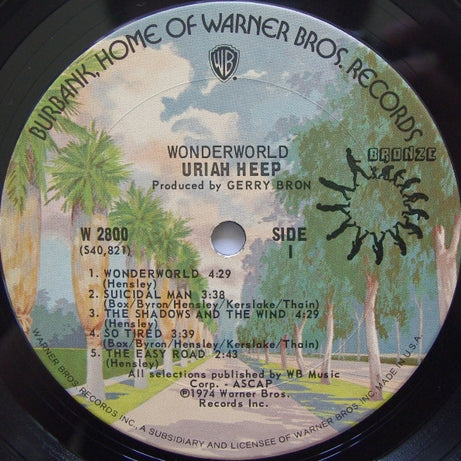 BURBANK, HOME OF WARNER BROS. RECORDS
WB
WONDERWORLD
URIAH HEEP
Produced by GERRY BRON
BRONZE
W 2800
(S40,821)
SIDE
1
1. WONDERWORLD 4:29
(Hensley)
2. SUICIDAL MAN 3:38
(Box/Byron/Hensley/Kerslake/Thain)
3. THE SHADOWS AND THE WIND 4:29
(Hensley)
4. SO TIRED 3:39
(Box/Byron/Hensley/Kerslake/Thain)
5. THE EASY ROAD 2:43
(Hensley)
All selections published by WB Music
Corp. - ASCAP
©1974 Warner Bros.
Records Inc.
WARNER BROS. RECORDS INC., A SUBSIDIARY AND LICENSEE OF WARNER BROS. INC. MADE IN U.S.A.